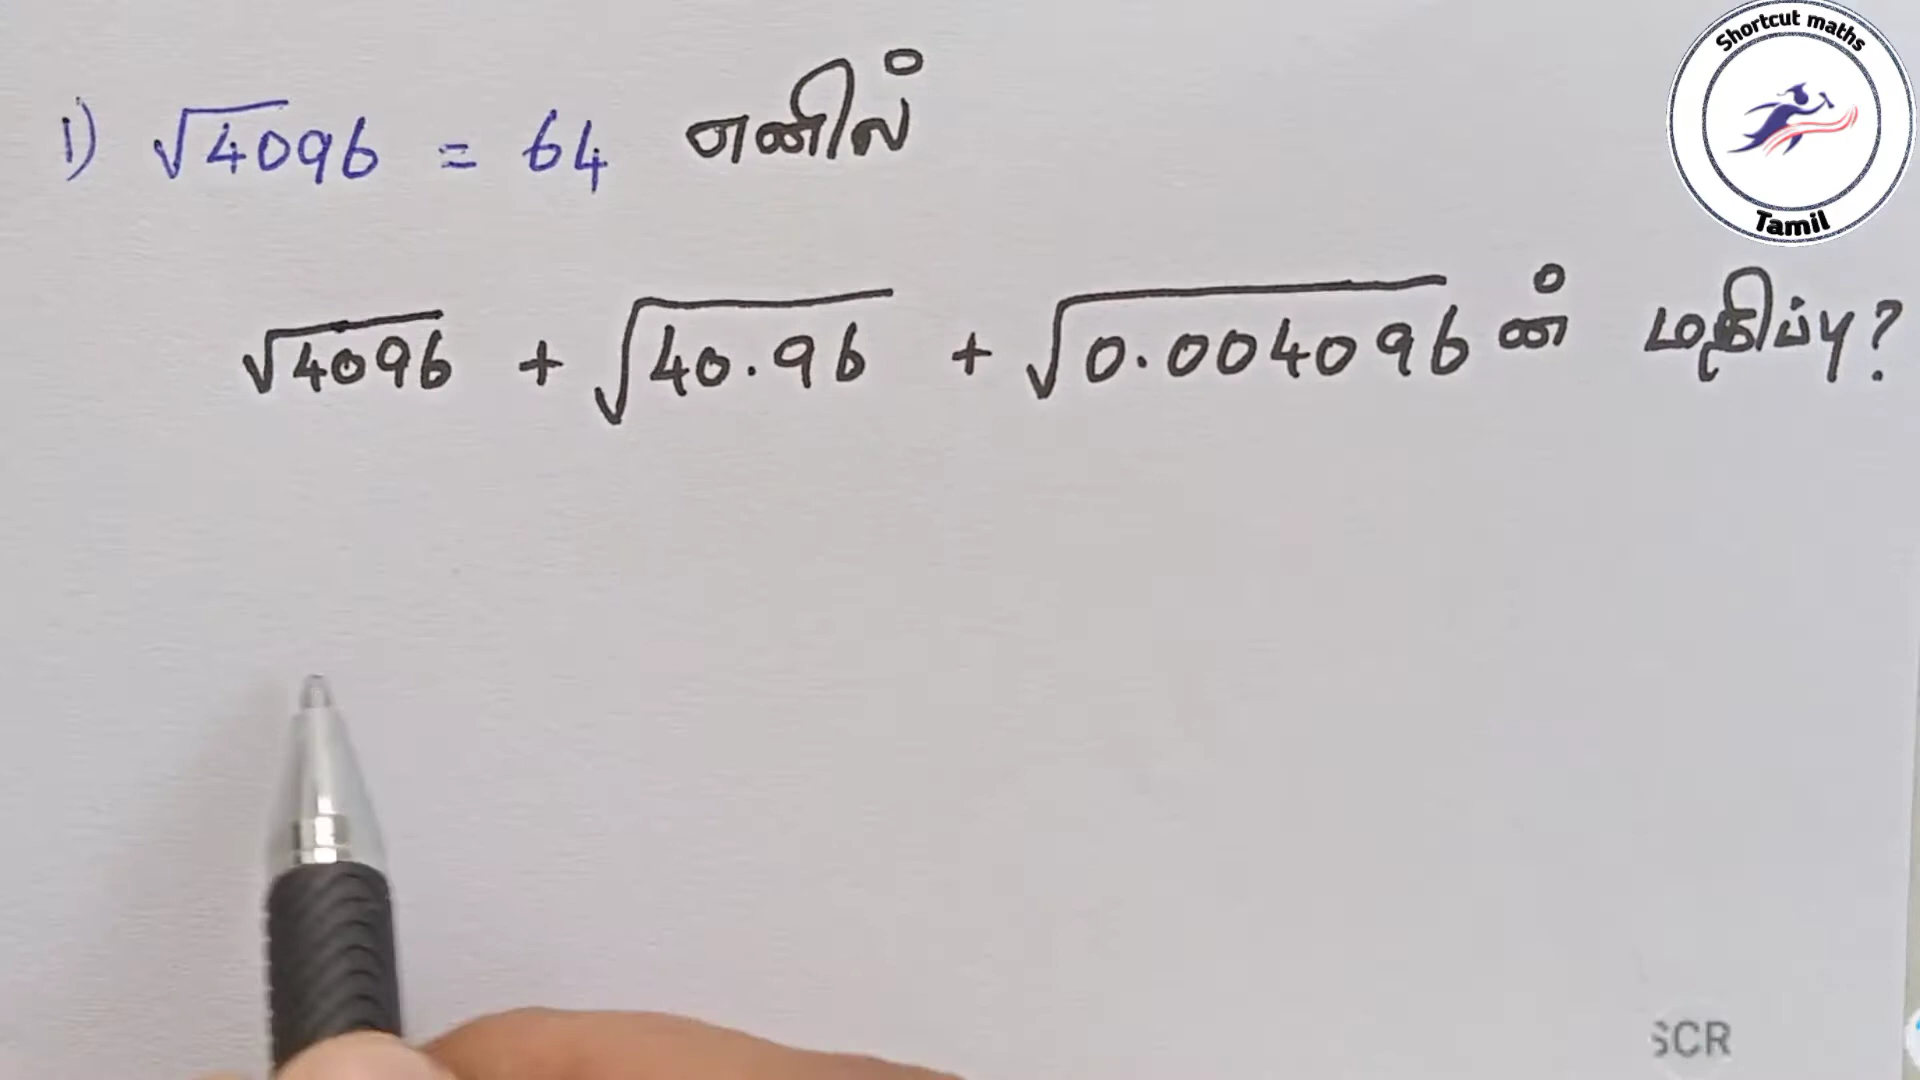 Shortcut maths
Tamil
1) √4096 = 64 எனில்
√4096 + √40.96 + √0.004096 ன் மதிப்பு?
SCR